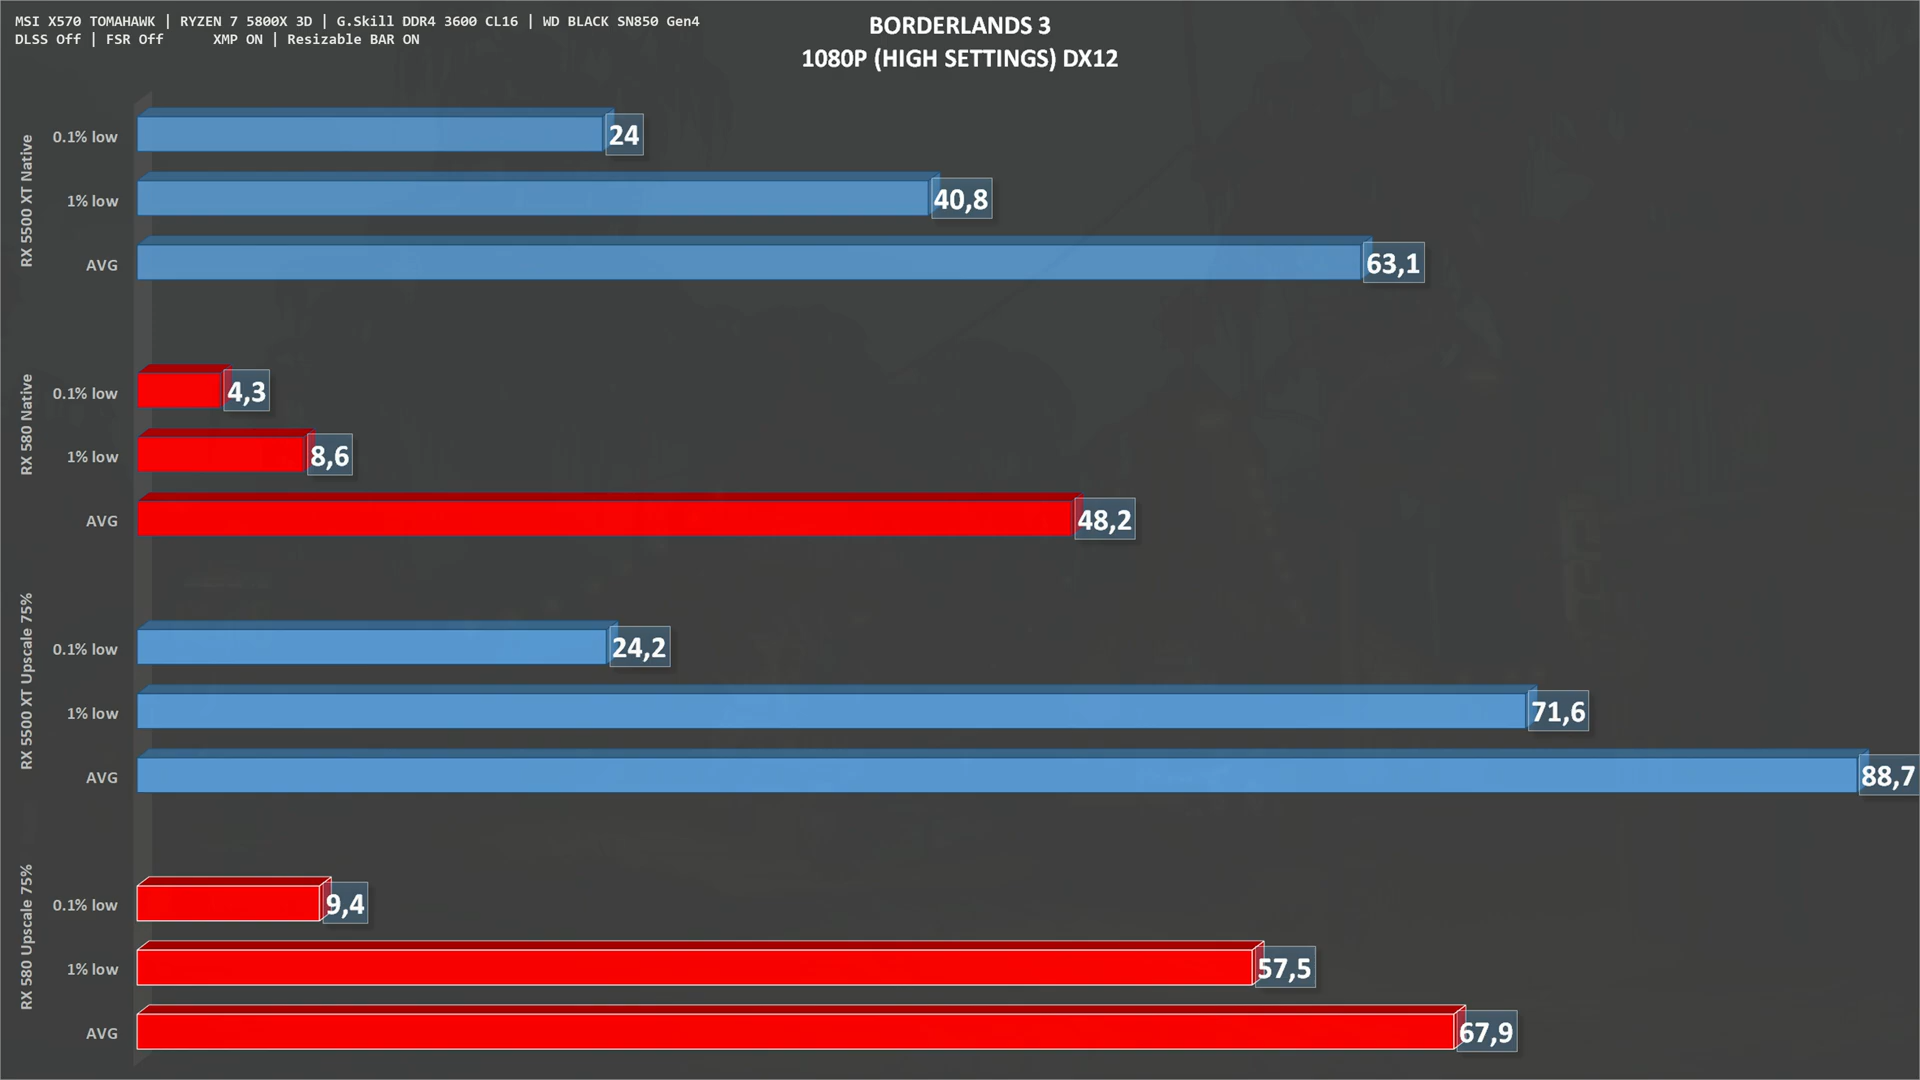 MSI X570 TOMAHAWK | RYZEN 7 5800X 3D | G.Skill DDR4 3600 CL16 | WD BLACK SN850 Gen4
DLSS Off | FSR Off XMP ON | Resizable BAR ON
BORDERLANDS 3
1080P (HIGH SETTINGS) DX12
RX 5500 XT Native
0.1% low 24
1% low 40,8
AVG 63,1
RX 580 Native
0.1% low 4,3
1% low 8,6
AVG 48,2
RX 5500 XT Upscale 75%
0.1% low 24,2
1% low 71,6
AVG 88,7
RX 580 Upscale 75%
0.1% low 9,4
1% low 57,5
AVG 67,9